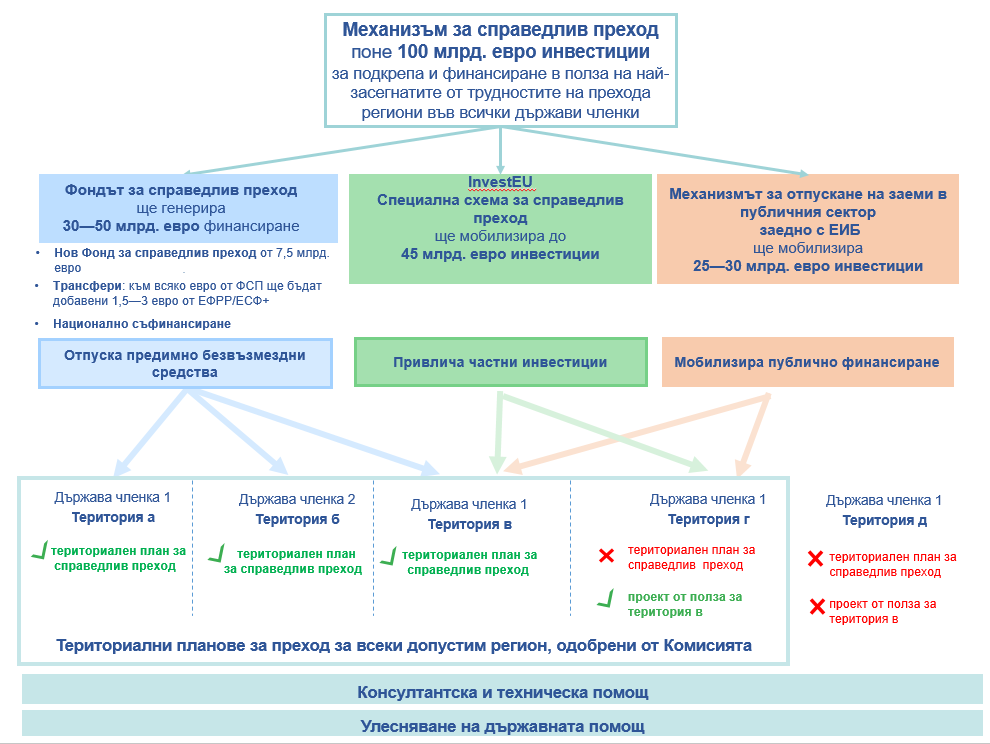 Механизъм за справедлив преход
поне 100 млрд. евро инвестиции
за подкрепа и финансиране в полза на най-
засегнатите от трудностите на прехода
региони във всички държави членки
Фондът за справедлив преход
ще генерира
30—50 млрд. евро финансиране
InvestEU
Специална схема за справедлив
преход
ще мобилизира до
45 млрд. евро инвестиции
Механизмът за отпускане на заеми в
публичния сектор
заедно с ЕИБ
ще мобилизира
25—30 млрд. евро инвестиции
• Нов Фонд за справедлив преход от 7,5 млрд.
евро
• Трансфери: към всяко евро от ФСП ще бъдат
добавени 1,5—3 евро от ЕФРР/ЕСФ+
• Национално съфинансиране
Отпуска предимно безвъзмездни
средства
Привлича частни инвестиции
Мобилизира публично финансиране
Държава членка 1
Територия а
териториален план за
справедлив преход
Държава членка 2
Територия б
териториален план
за справедлив преход
Държава членка 1
Територия в
териториален план за
справедлив преход
Държава членка 1
Територия г
териториален план за
справедлив преход
проект от полза за
територия в
Държава членка 1
Територия д
териториален план за
справедлив преход
проект от полза за
територия в
Териториални планове за преход за всеки допустим регион, одобрени от Комисията
Консултантска и техническа помощ
Улесняване на държавната помощ